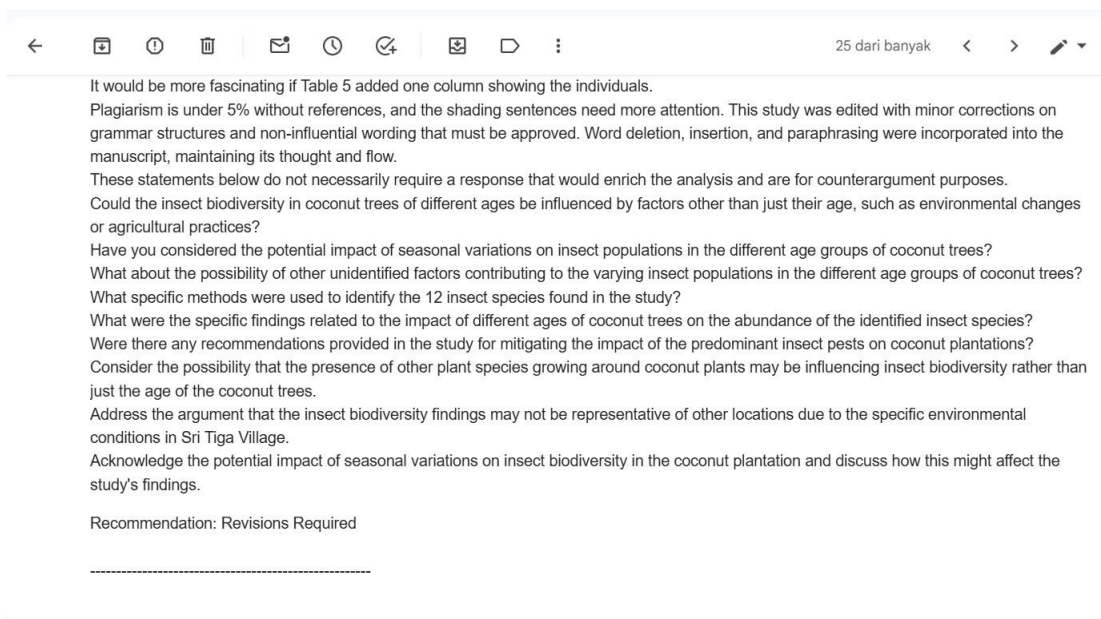 25 dari banyak
It would be more fascinating if Table 5 added one column showing the individuals.
Plagiarism is under 5% without references, and the shading sentences need more attention. This study was edited with minor corrections on
grammar structures and non-influential wording that must be approved. Word deletion, insertion, and paraphrasing were incorporated into the
manuscript, maintaining its thought and flow.
These statements below do not necessarily require a response that would enrich the analysis and are for counterargument purposes.
Could the insect biodiversity in coconut trees of different ages be influenced by factors other than just their age, such as environmental changes
or agricultural practices?
Have you considered the potential impact of seasonal variations on insect populations in the different age groups of coconut trees?
What about the possibility of other unidentified factors contributing to the varying insect populations in the different age groups of coconut trees?
What specific methods were used to identify the 12 insect species found in the study?
What were the specific findings related to the impact of different ages of coconut trees on the abundance of the identified insect species?
Were there any recommendations provided in the study for mitigating the impact of the predominant insect pests on coconut plantations?
Consider the possibility that the presence of other plant species growing around coconut plants may be influencing insect biodiversity rather than
just the age of the coconut trees.
Address the argument that the insect biodiversity findings may not be representative of other locations due to the specific environmental
conditions in Sri Tiga Village.
Acknowledge the potential impact of seasonal variations on insect biodiversity in the coconut plantation and discuss how this might affect the
study's findings.
Recommendation: Revisions Required
------------------------------------------------------